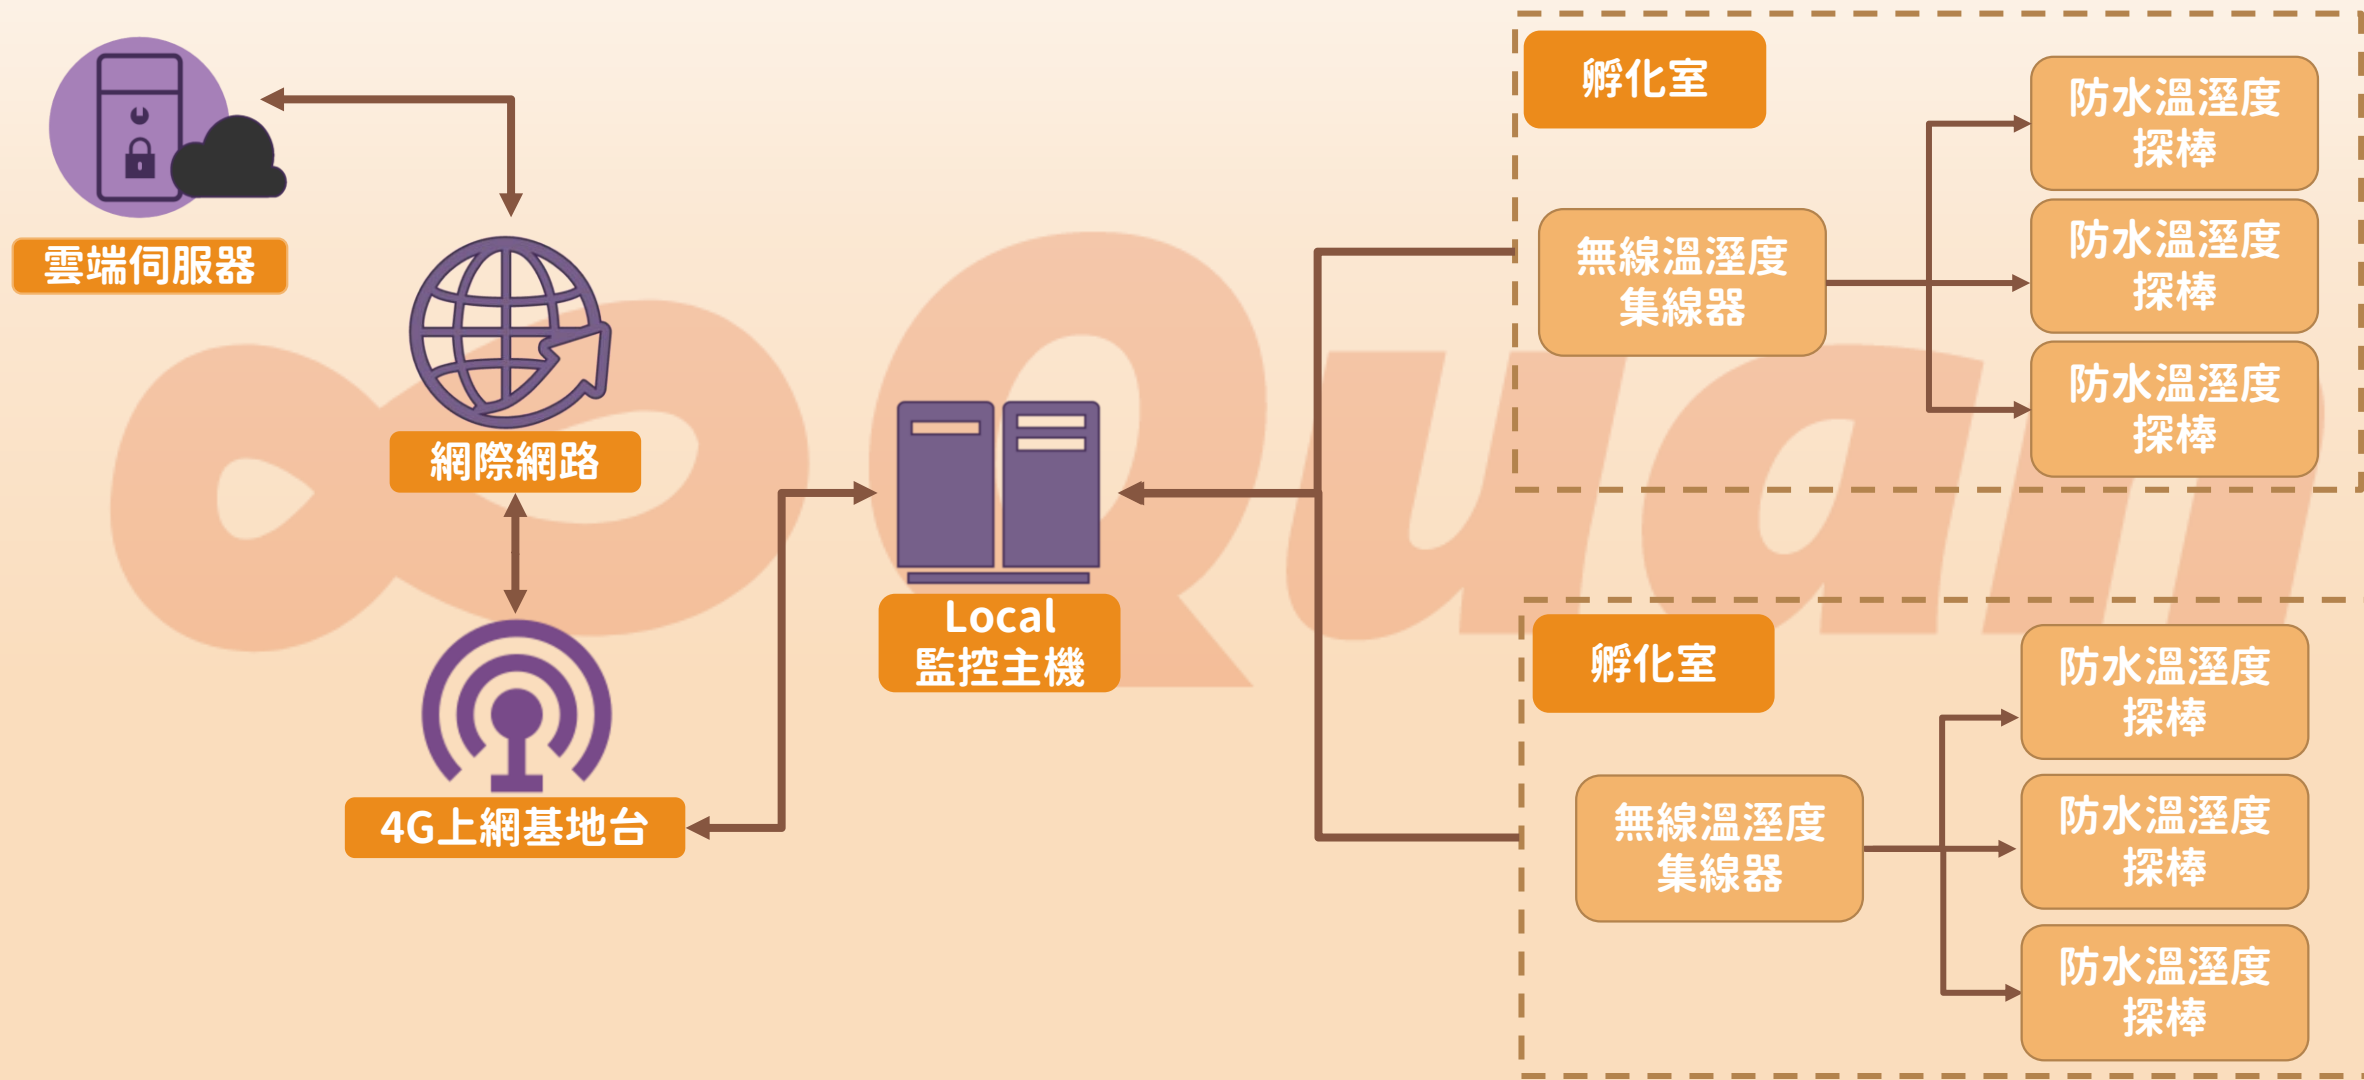 雲端伺服器
網際網路
4G上網基地台
Local
監控主機
孵化室
無線溫溼度
集線器
防水溫溼度
探棒
防水溫溼度
探棒
防水溫溼度
探棒
孵化室
無線溫溼度
集線器
防水溫溼度
探棒
防水溫溼度
探棒
防水溫溼度
探棒
Quan